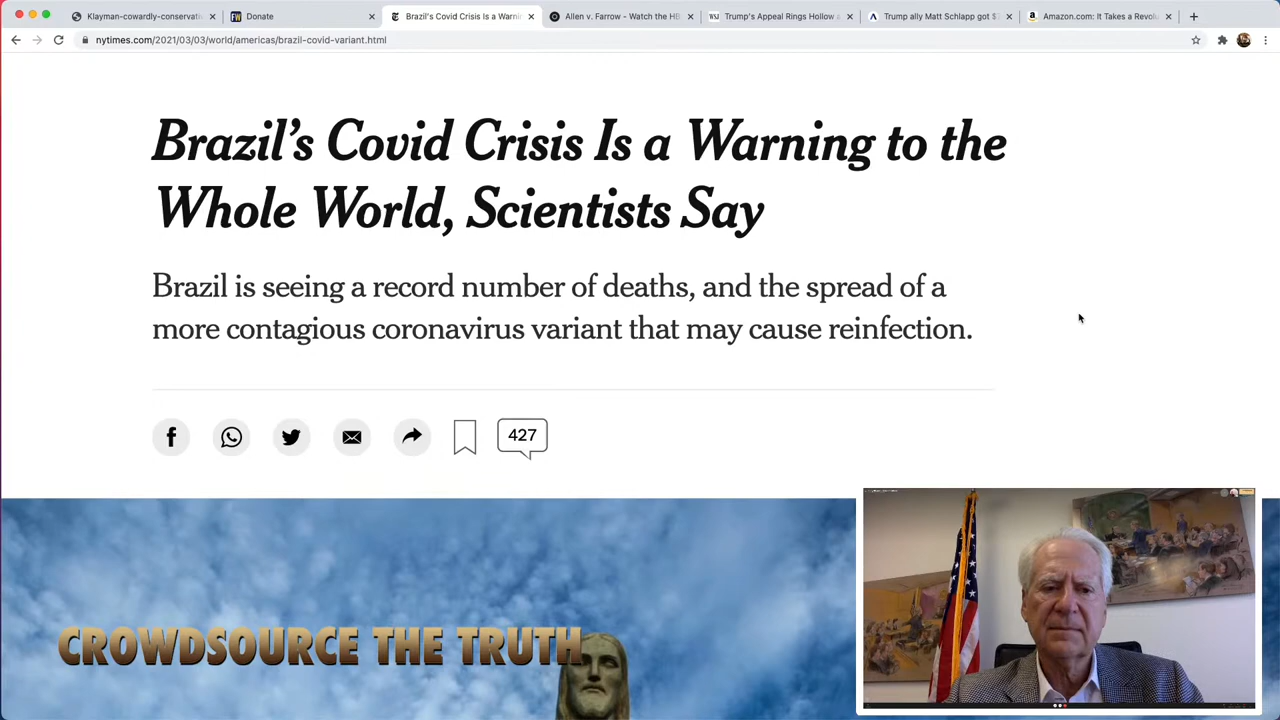 Klayman-cowardly-conservati
Donate
Brazil's Covid Crisis Is a Warnin
Allen v. Farrow - Watch the HB
Trump's Appeal Rings Hollow a
Trump ally Matt Schlapp got $
Amazon.com: It Takes a Revolu
nytimes.com/2021/03/03/world/americas/brazil-covid-variant.html
Brazil's Covid Crisis Is a Warning to the
Whole World, Scientists Say
Brazil is seeing a record number of deaths, and the spread of a
more contagious coronavirus variant that may cause reinfection.
427
CROWDSOURCE THE TRUTH